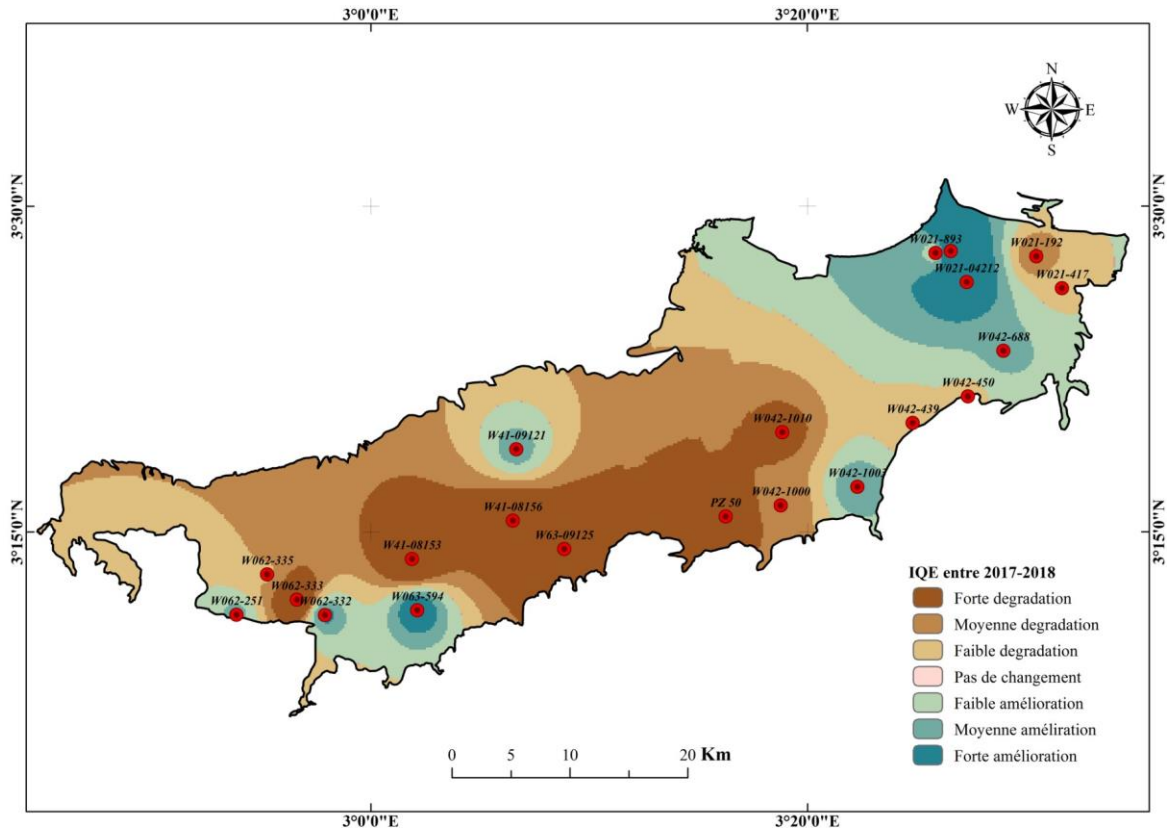 3°0'0"E
3°20'0"E
N
W
E
S
3°30'0"N
3°30'0"N
W021-893
W021-192
W021-04212
W021-417
W042-688
W042-450
W042-439
W41-09121
W042-1010
W042-1003
W41-08156
PZ 50
W042-1000
W63-09125
3°15'0"N
3°15'0"N
W41-08153
W062-335
W062-333
W062-251
W062-332
W063-594
IQE entre 2017-2018
Forte degradation
Moyenne degradation
Faible degradation
Pas de changement
Faible amélioration
Moyenne améliration
Forte amélioration
0 5 10 20 Km
3°0'0"E
3°20'0"E